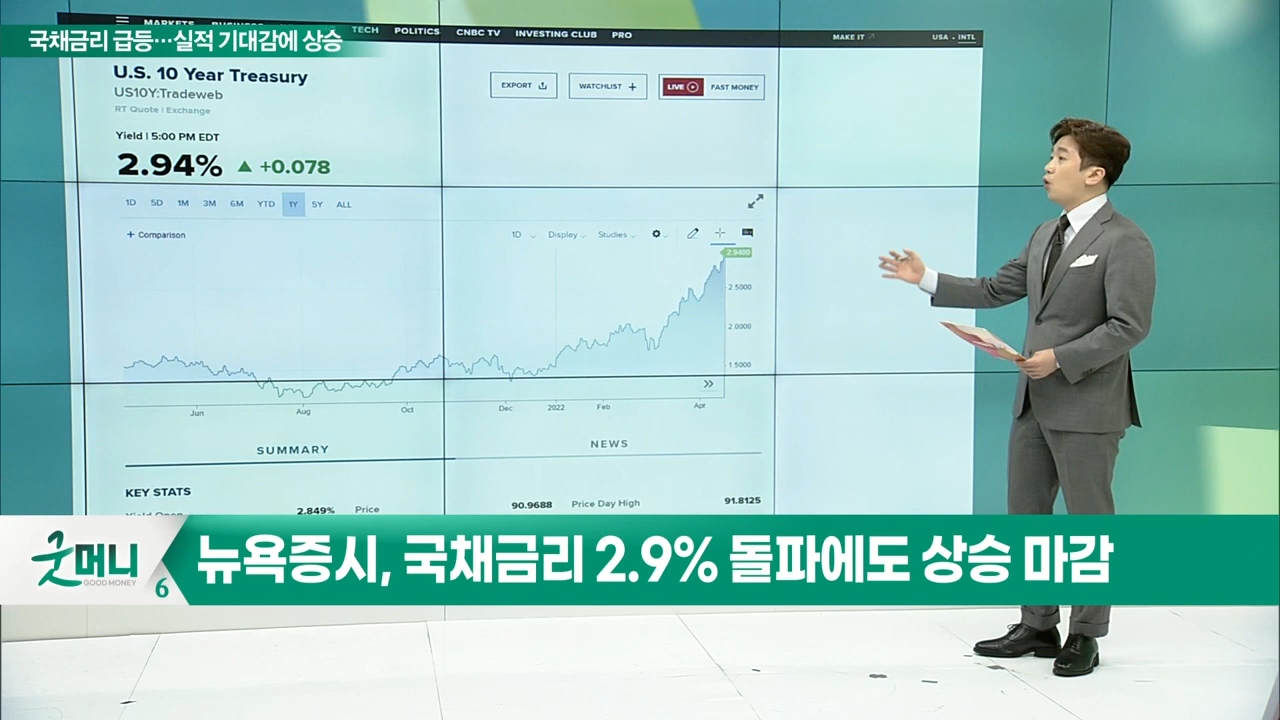 국채금리 급등…실적 기대감에 상승
MARKETS
TECH POLITICS CNBC TV INVESTING CLUB PRO
MAKE IT USA • INTL
U.S. 10 Year Treasury
US10Y:Tradeweb
RT Quote | Exchange
EXPORT WATCHLIST + LIVE FAST MONEY
Yield | 5:00 PM EDT
2.94% ▲ +0.078
1D 5D 1M 3M 6M YTD 1Y 5Y ALL
+ Comparison 1D Display Studies
2.9400
2.5000
2.0000
1.5000
Jun Aug Oct Dec 2022 Feb Apr
SUMMARY NEWS
KEY STATS
Yield Open 2.849% Price 90.9688 Price Day High 91.8125
굿머니
GOOD MONEY
6
뉴욕증시, 국채금리 2.9% 돌파에도 상승 마감